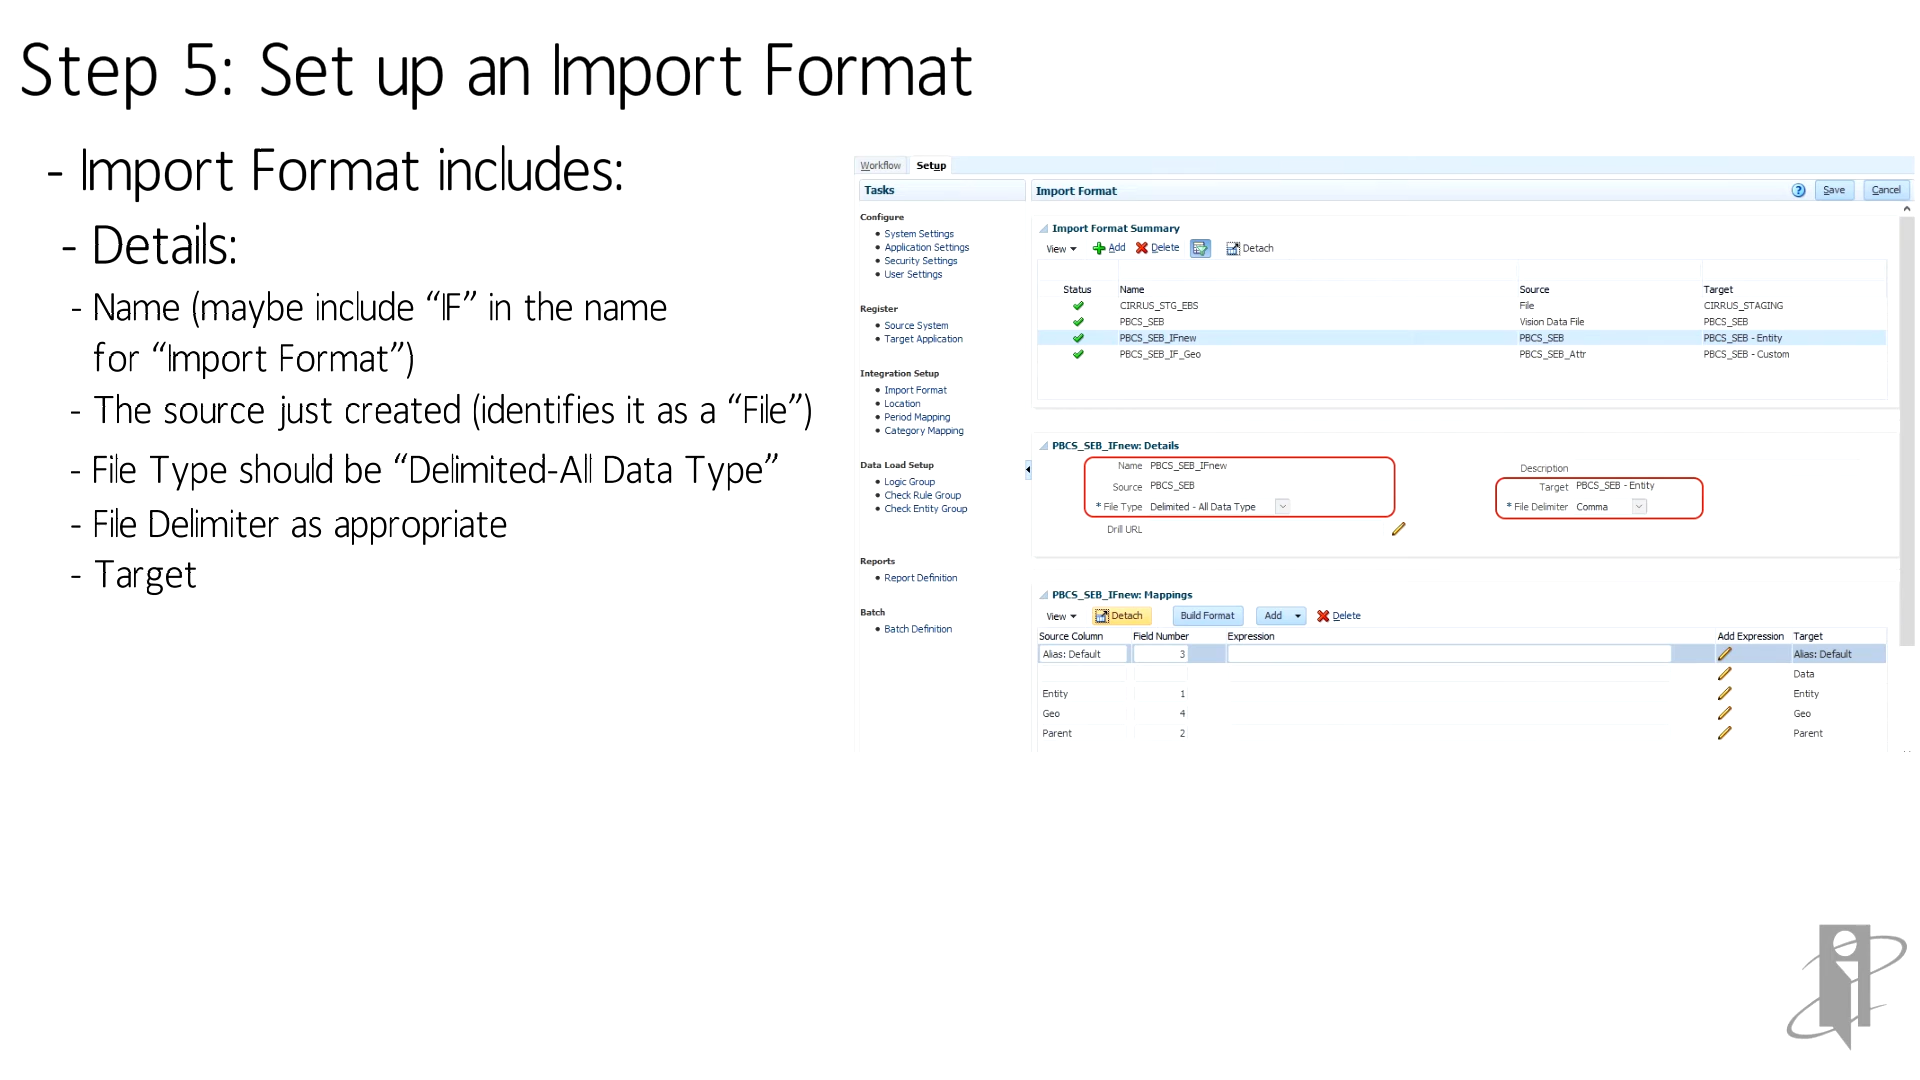 Step 5: Set up an Import Format
- Import Format includes:
- Details:
- Name (maybe include “IF” in the name
for “Import Format”)
- The source just created (identifies it as a “File”)
- File Type should be “Delimited-All Data Type”
- File Delimiter as appropriate
- Target
Workflow Setup
Tasks
Configure
System Settings
Application Settings
Security Settings
User Settings
Register
Source System
Target Application
Integration Setup
Import Format
Location
Period Mapping
Category Mapping
Data Load Setup
Logic Group
Check Rule Group
Check Entity Group
Reports
Report Definition
Batch
Batch Definition
Import Format ? Save Cancel
Import Format Summary
View Add Delete Detach
Status Name Source Target
CIRRUS_STG_EBS File CIRRUS_STAGING
PBCS_SEB Vision Data File PBCS_SEB
PBCS_SEB_IFnew PBCS_SEB PBCS_SEB - Entity
PBCS_SEB_IF_Geo PBCS_SEB_Attr PBCS_SEB - Custom
PBCS_SEB_IFnew: Details
Name PBCS_SEB_IFnew Description
Source PBCS_SEB Target PBCS_SEB - Entity
* File Type Delimited - All Data Type * File Delimiter Comma
Drill URL
PBCS_SEB_IFnew: Mappings
View Detach Build Format Add Delete
Source Column Field Number Expression Add Expression Target
Alias: Default 3 Alias: Default
Data
Entity 1 Entity
Geo 4 Geo
Parent 2 Parent